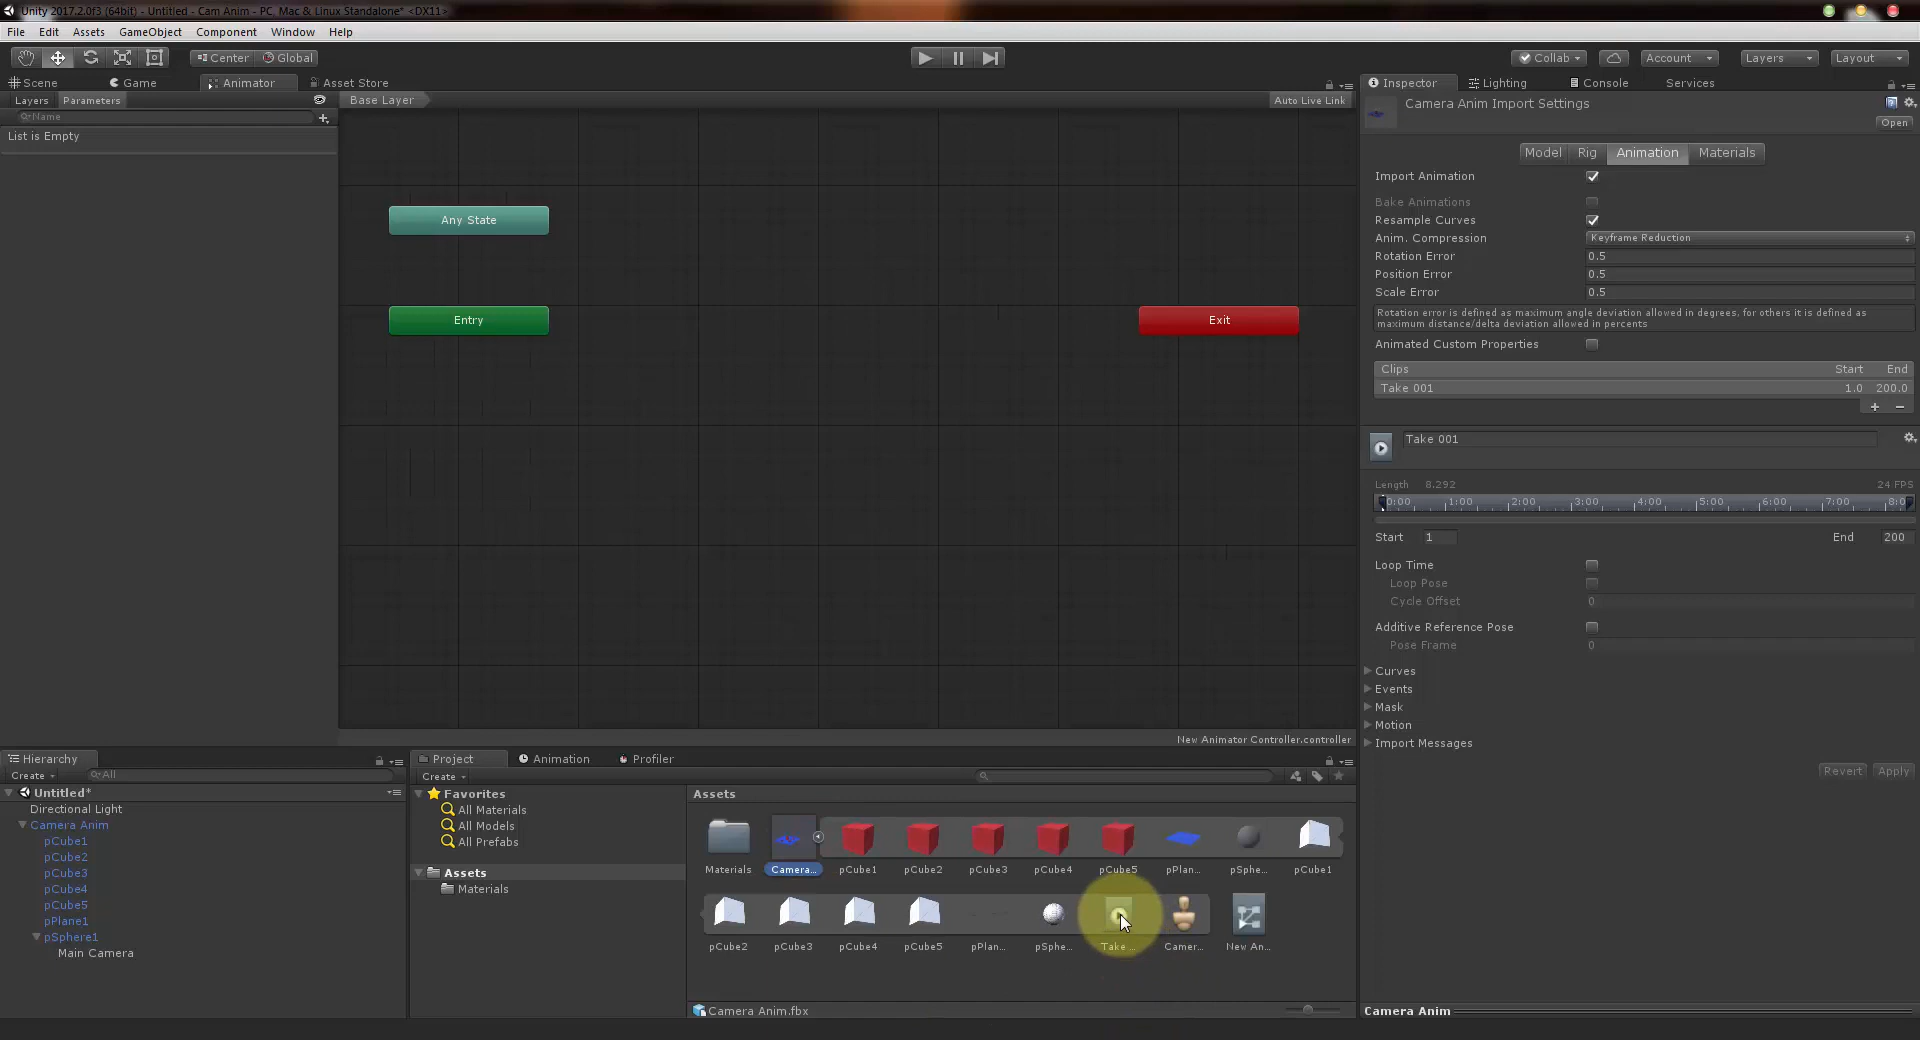 Unity 2017.2.0f3 (64bit) - Untitled - Cam Anim - PC, Mac & Linux Standalone* <DX11>
File Edit Assets GameObject Component Window Help
Center Global Collab Account Layers Layout
Scene Game Animator Asset Store
Layers Parameters
Base Layer Auto Live Link
Name
List is Empty
Any State
Entry
Exit
New Animator Controller.controller
Inspector Lighting Console Services
Camera Anim Import Settings
Open
Model Rig Animation Materials
Import Animation
Bake Animations
Resample Curves
Anim. Compression Keyframe Reduction
Rotation Error 0.5
Position Error 0.5
Scale Error 0.5
Rotation error is defined as maximum angle deviation allowed in degrees, for others it is defined as
maximum distance/delta deviation allowed in percents
Animated Custom Properties
Clips Start End
Take 001 1.0 200.0
Take 001
Length 8.292 24 FPS
0:00 1:00 2:00 3:00 4:00 5:00 6:00 7:00 8:0
Start 1 End 200
Loop Time
Loop Pose
Cycle Offset 0
Additive Reference Pose
Pose Frame 0
Curves
Events
Mask
Motion
Import Messages
Revert Apply
Camera Anim
Hierarchy
Create All
Untitled*
Directional Light
Camera Anim
pCube1
pCube2
pCube3
pCube4
pCube5
pPlane1
pSphere1
Main Camera
Project Animation Profiler
Create
Favorites
All Materials
All Models
All Prefabs
Assets
Materials
Assets
Materials Camera... pCube1 pCube2 pCube3 pCube4 pCube5 pPlan... pSphe... pCube1
pCube2 pCube3 pCube4 pCube5 pPlan... pSphe... Take ... Camer... New An...
Camera Anim.fbx